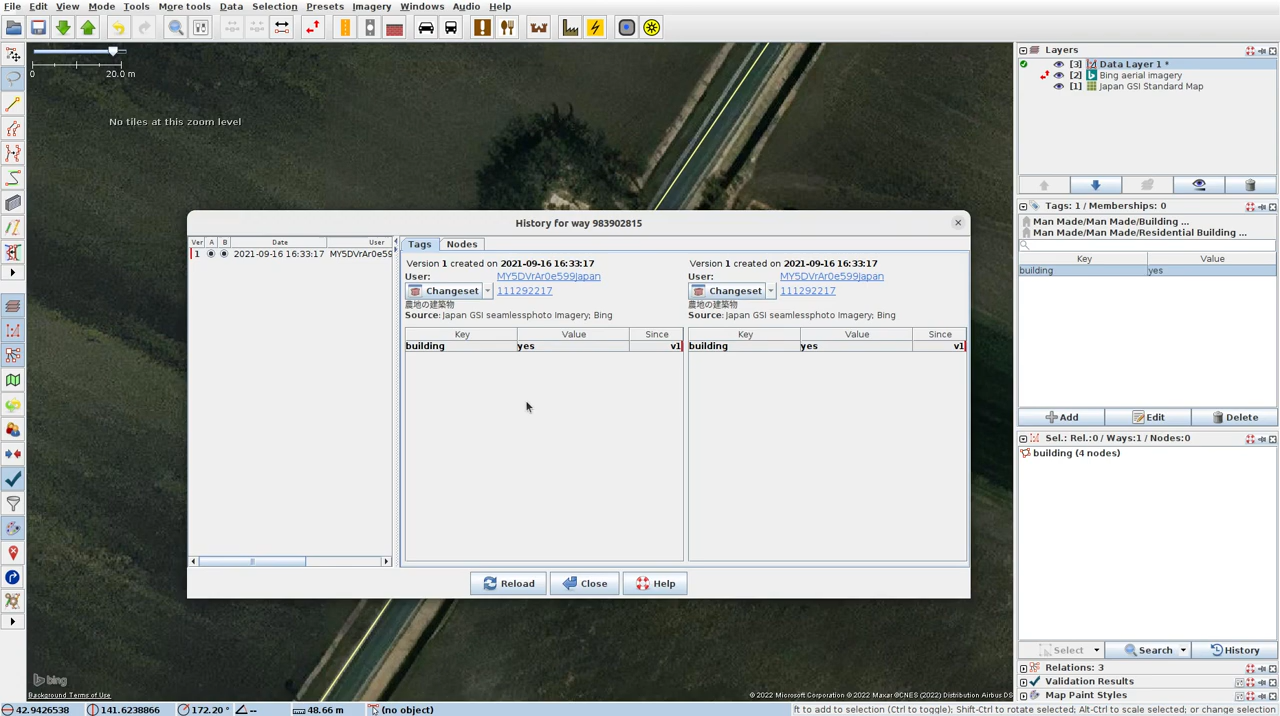 File Edit View Mode Tools More tools Data Selection Presets Imagery Windows Audio Help
0 20.0 m
No tiles at this zoom level
History for way 983902815
Ver A B Date User
1 2021-09-16 16:33:17 MY5DVrAr0e599
Tags Nodes
Version 1 created on 2021-09-16 16:33:17
User: MY5DVrAr0e599Japan
Changeset 111292217
農地の建築物
Source: Japan GSI seamlessphoto Imagery; Bing
Key Value Since
building yes v1
Version 1 created on 2021-09-16 16:33:17
User: MY5DVrAr0e599Japan
Changeset 111292217
農地の建築物
Source: Japan GSI seamlessphoto Imagery; Bing
Key Value Since
building yes v1
Reload Close Help
Layers
[3] Data Layer 1 *
[2] Bing aerial imagery
[1] Japan GSI Standard Map
Tags: 1 / Memberships: 0
Man Made/Man Made/Building ...
Man Made/Man Made/Residential Building ...
Key Value
building yes
Add Edit Delete
Sel.: Rel.:0 / Ways:1 / Nodes:0
building (4 nodes)
Select Search History
Relations: 3
Validation Results
Map Paint Styles
bing
Background Terms of Use
© 2022 Microsoft Corporation © 2022 Maxar ©CNES (2022) Distribution Airbus DS
42.9426538 141.6238866 172.20 ° -- 48.66 m (no object) ft to add to selection (Ctrl to toggle); Shift-Ctrl to rotate selected; Alt-Ctrl to scale selected; or change selection